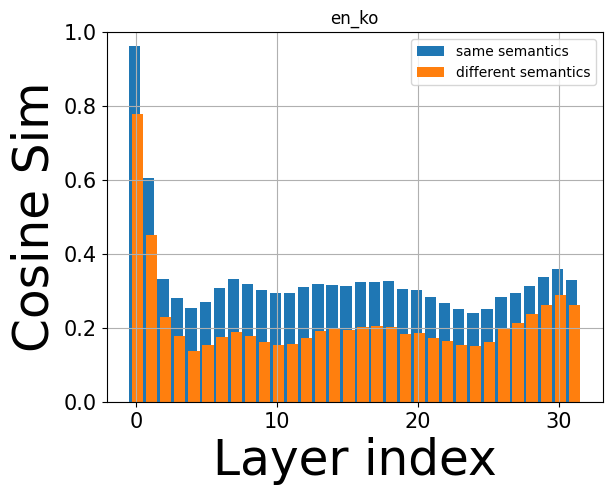 en_ko
same semantics
different semantics
Cosine Sim
1.0
0.8
0.6
0.4
0.2
0.0
0 10 20 30
Layer index